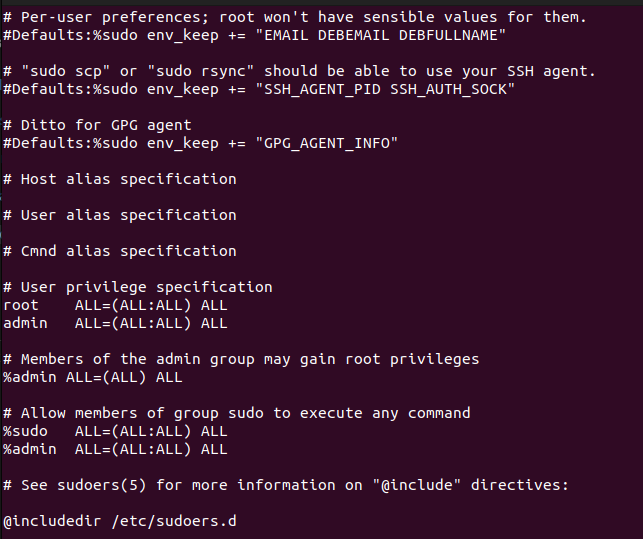 # Per-user preferences; root won't have sensible values for them.
#Defaults:%sudo env_keep += "EMAIL DEBEMAIL DEBFULLNAME"
# "sudo scp" or "sudo rsync" should be able to use your SSH agent.
#Defaults:%sudo env_keep += "SSH_AGENT_PID SSH_AUTH_SOCK"
# Ditto for GPG agent
#Defaults:%sudo env_keep += "GPG_AGENT_INFO"
# Host alias specification
# User alias specification
# Cmnd alias specification
# User privilege specification
root    ALL=(ALL:ALL) ALL
admin   ALL=(ALL:ALL) ALL
# Members of the admin group may gain root privileges
%admin ALL=(ALL) ALL
# Allow members of group sudo to execute any command
%sudo   ALL=(ALL:ALL) ALL
%admin  ALL=(ALL:ALL) ALL
# See sudoers(5) for more information on "@include" directives:
@includedir /etc/sudoers.d